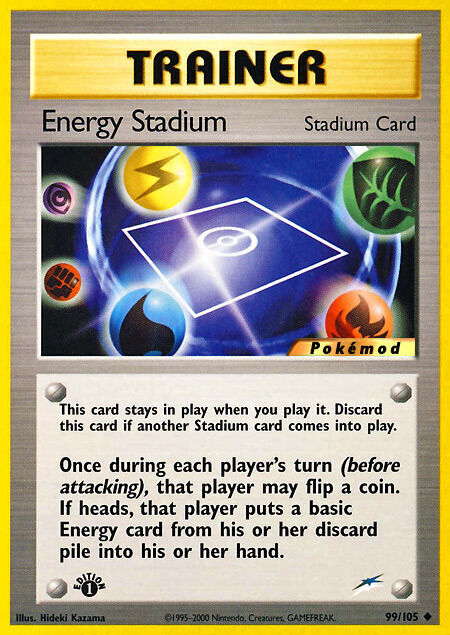 TRAINER
Energy Stadium Stadium Card
Pokémod
This card stays in play when you play it. Discard
this card if another Stadium card comes into play.
Once during each player's turn (before
attacking), that player may flip a coin.
If heads, that player puts a basic
Energy card from his or her discard
pile into his or her hand.
EDITION
1
Illus. Hideki Kazama ©1995-2000 Nintendo, Creatures, GAMEFREAK. 99/105 ◆